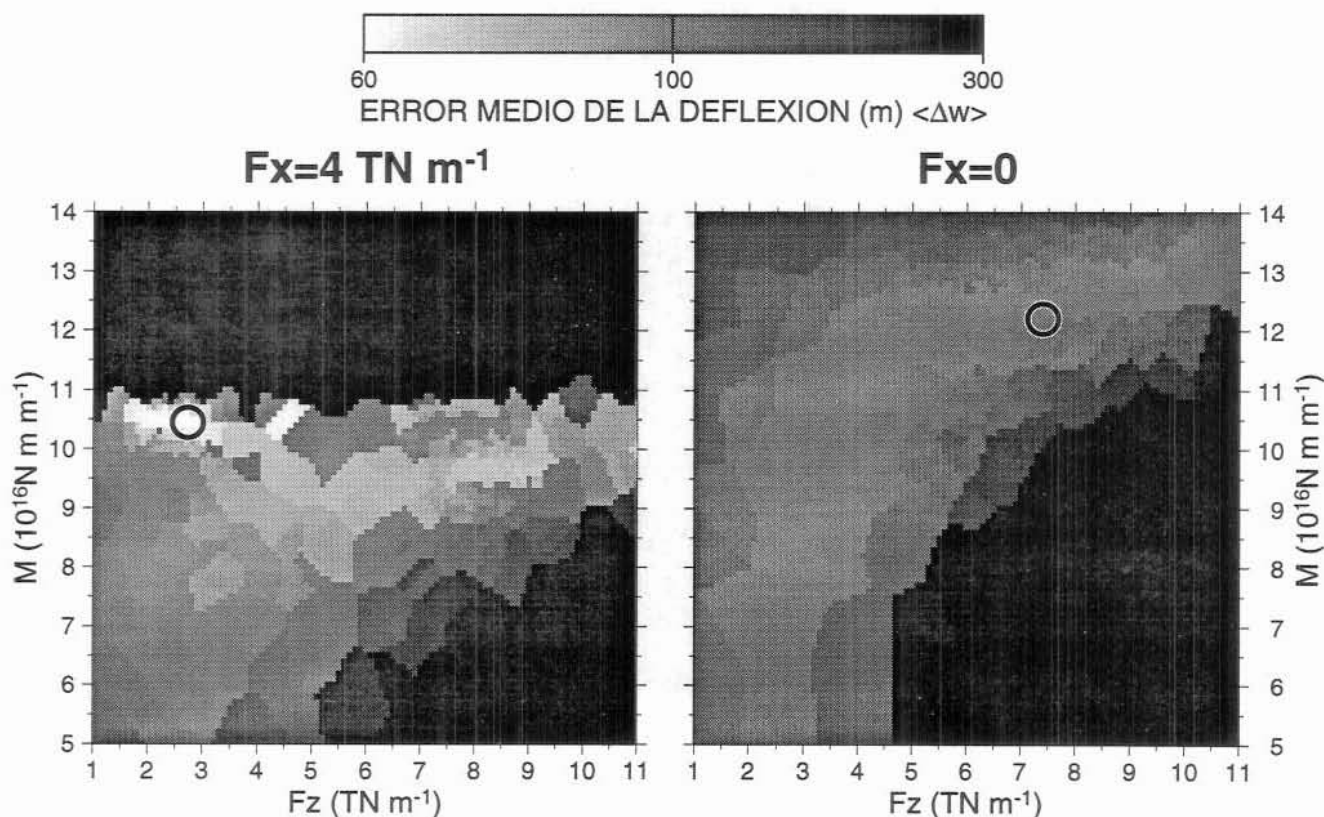 60 100 300
ERROR MEDIO DE LA DEFLEXION (m) <Δw>
Fx=4 TN m⁻¹
Fx=0
14
13
12
11
10
9
8
7
6
5
M (10¹⁶N m m⁻¹)
1 2 3 4 5 6 7 8 9 10 11
Fz (TN m⁻¹)
14
13
12
11
10
9
8
7
6
5
M (10¹⁶N m m⁻¹)
1 2 3 4 5 6 7 8 9 10 11
Fz (TN m⁻¹)